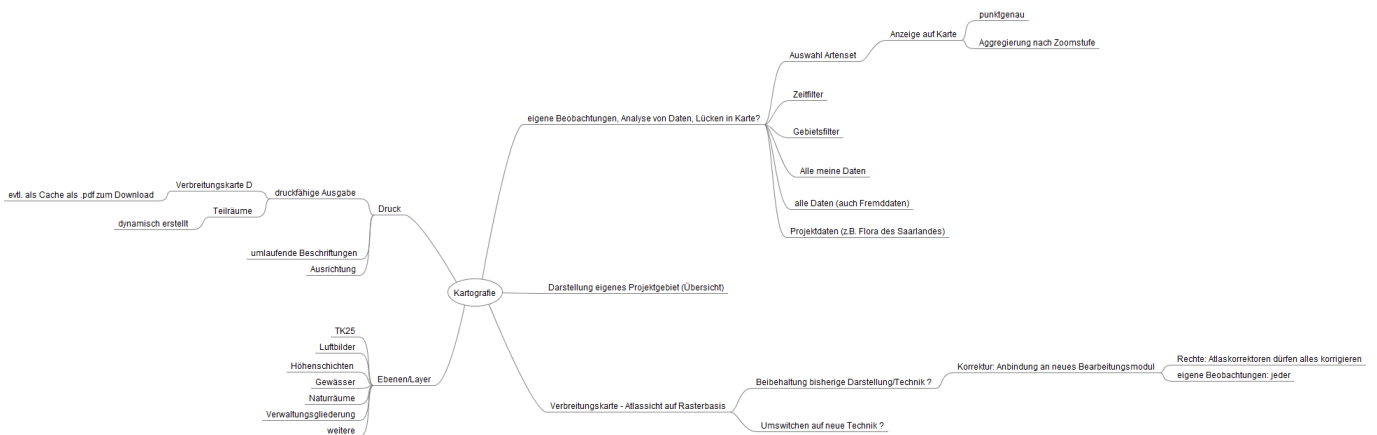 Kartografie
eigene Beobachtungen, Analyse von Daten, Lücken in Karte?
Auswahl Artenset
Anzeige auf Karte
punktgenau
Aggregierung nach Zoomstufe
Zeitfilter
Gebietsfilter
Alle meine Daten
alle Daten (auch Fremddaten)
Projektdaten (z.B. Flora des Saarlandes)
Darstellung eigenes Projektgebiet (Übersicht)
Verbreitungskarte - Atlassicht auf Rasterbasis
Beibehaltung bisherige Darstellung/Technik ?
Korrektur: Anbindung an neues Bearbeitungsmodul
Rechte: Atlaskorrektoren dürfen alles korrigieren
eigene Beobachtungen: jeder
Umswitchen auf neue Technik ?
Druck
druckfähige Ausgabe
Verbreitungskarte D
evtl. als Cache als .pdf zum Download
Teilräume
dynamisch erstellt
umlaufende Beschriftungen
Ausrichtung
Ebenen/Layer
TK25
Luftbilder
Höhenschichten
Gewässer
Naturräume
Verwaltungsgliederung
weitere